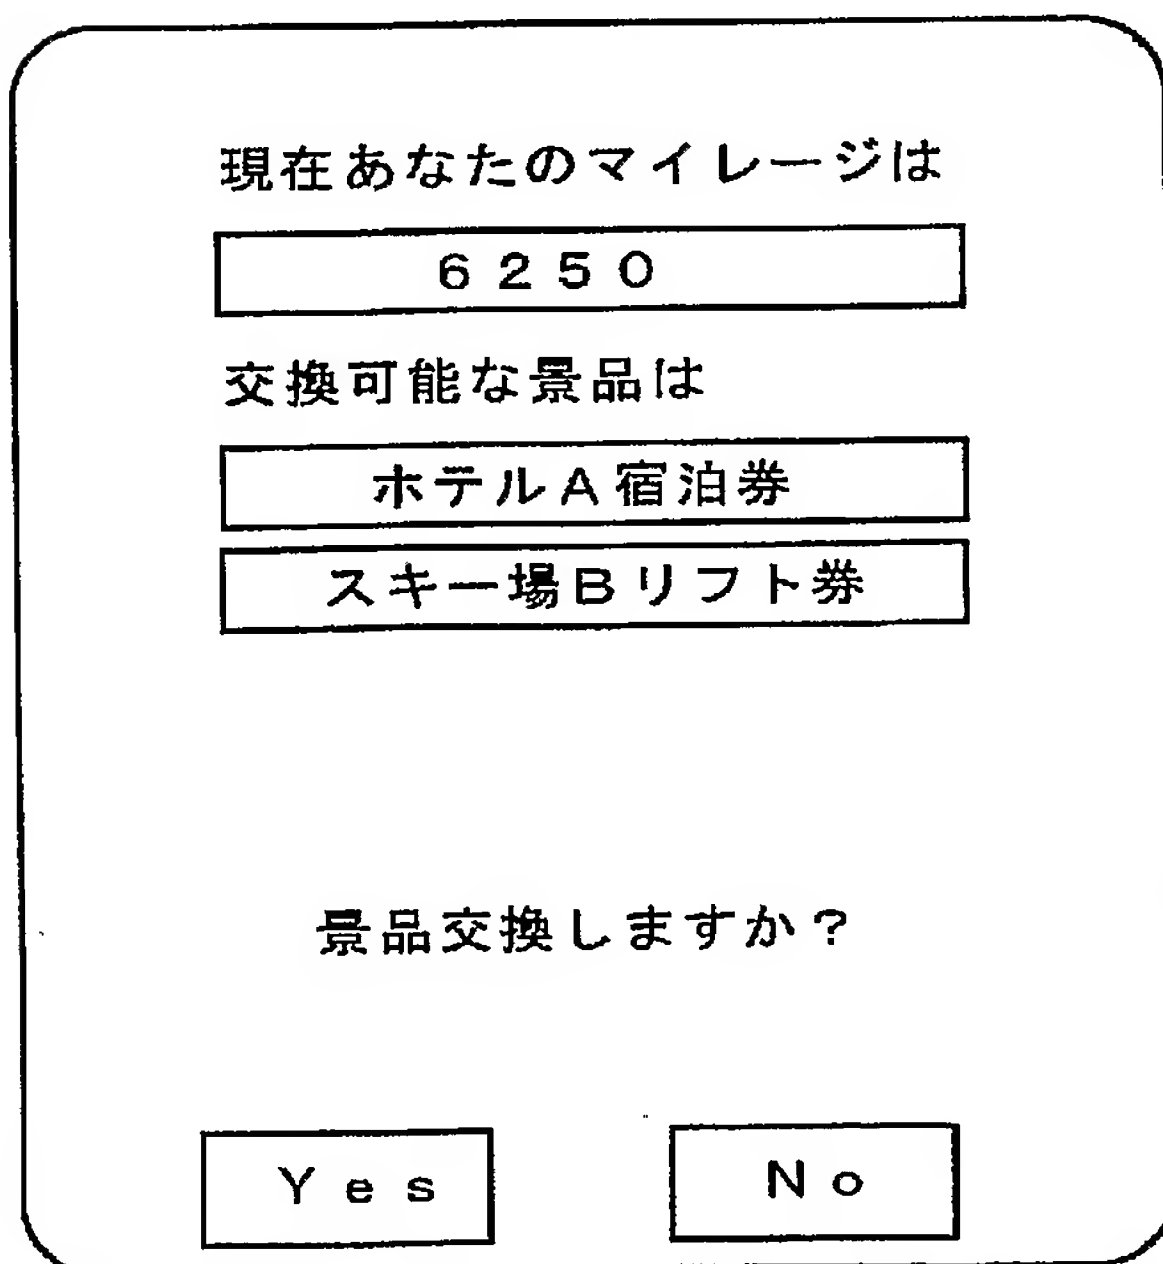 現在あなたのマイレージは
6250
交換可能な景品は
ホテルA宿泊券
スキー場Bリフト券
景品交換しますか?
Yes
No